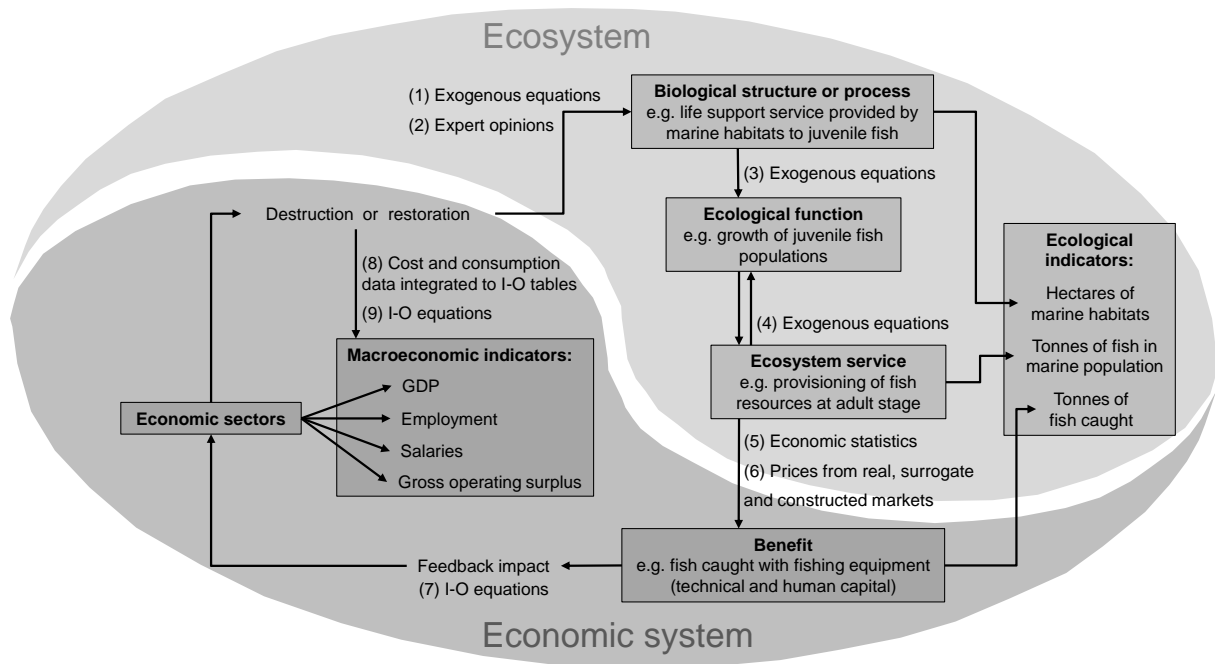 Ecosystem
(1) Exogenous equations
(2) Expert opinions
Biological structure or process
e.g. life support service provided by
marine habitats to juvenile fish
(3) Exogenous equations
Destruction or restoration
Ecological function
e.g. growth of juvenile fish
populations
Ecological
indicators:
Hectares of
marine habitats
Tonnes of fish in
marine population
Tonnes of
fish caught
(8) Cost and consumption
data integrated to I-O tables
(9) I-O equations
(4) Exogenous equations
Macroeconomic indicators:
GDP
Employment
Salaries
Gross operating surplus
Economic sectors
Ecosystem service
e.g. provisioning of fish
resources at adult stage
(5) Economic statistics
(6) Prices from real, surrogate
and constructed markets
Benefit
e.g. fish caught with fishing equipment
(technical and human capital)
Feedback impact
(7) I-O equations
Economic system